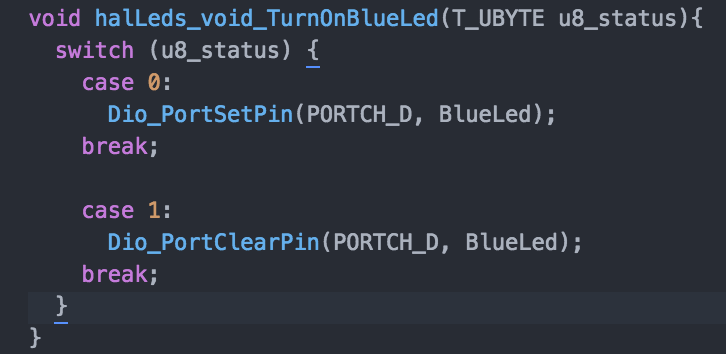 void halLeds_void_TurnOnBlueLed(T_UBYTE u8_status){
  switch (u8_status) {
    case 0:
      Dio_PortSetPin(PORTCH_D, BlueLed);
    break;

    case 1:
      Dio_PortClearPin(PORTCH_D, BlueLed);
    break;
  }
}